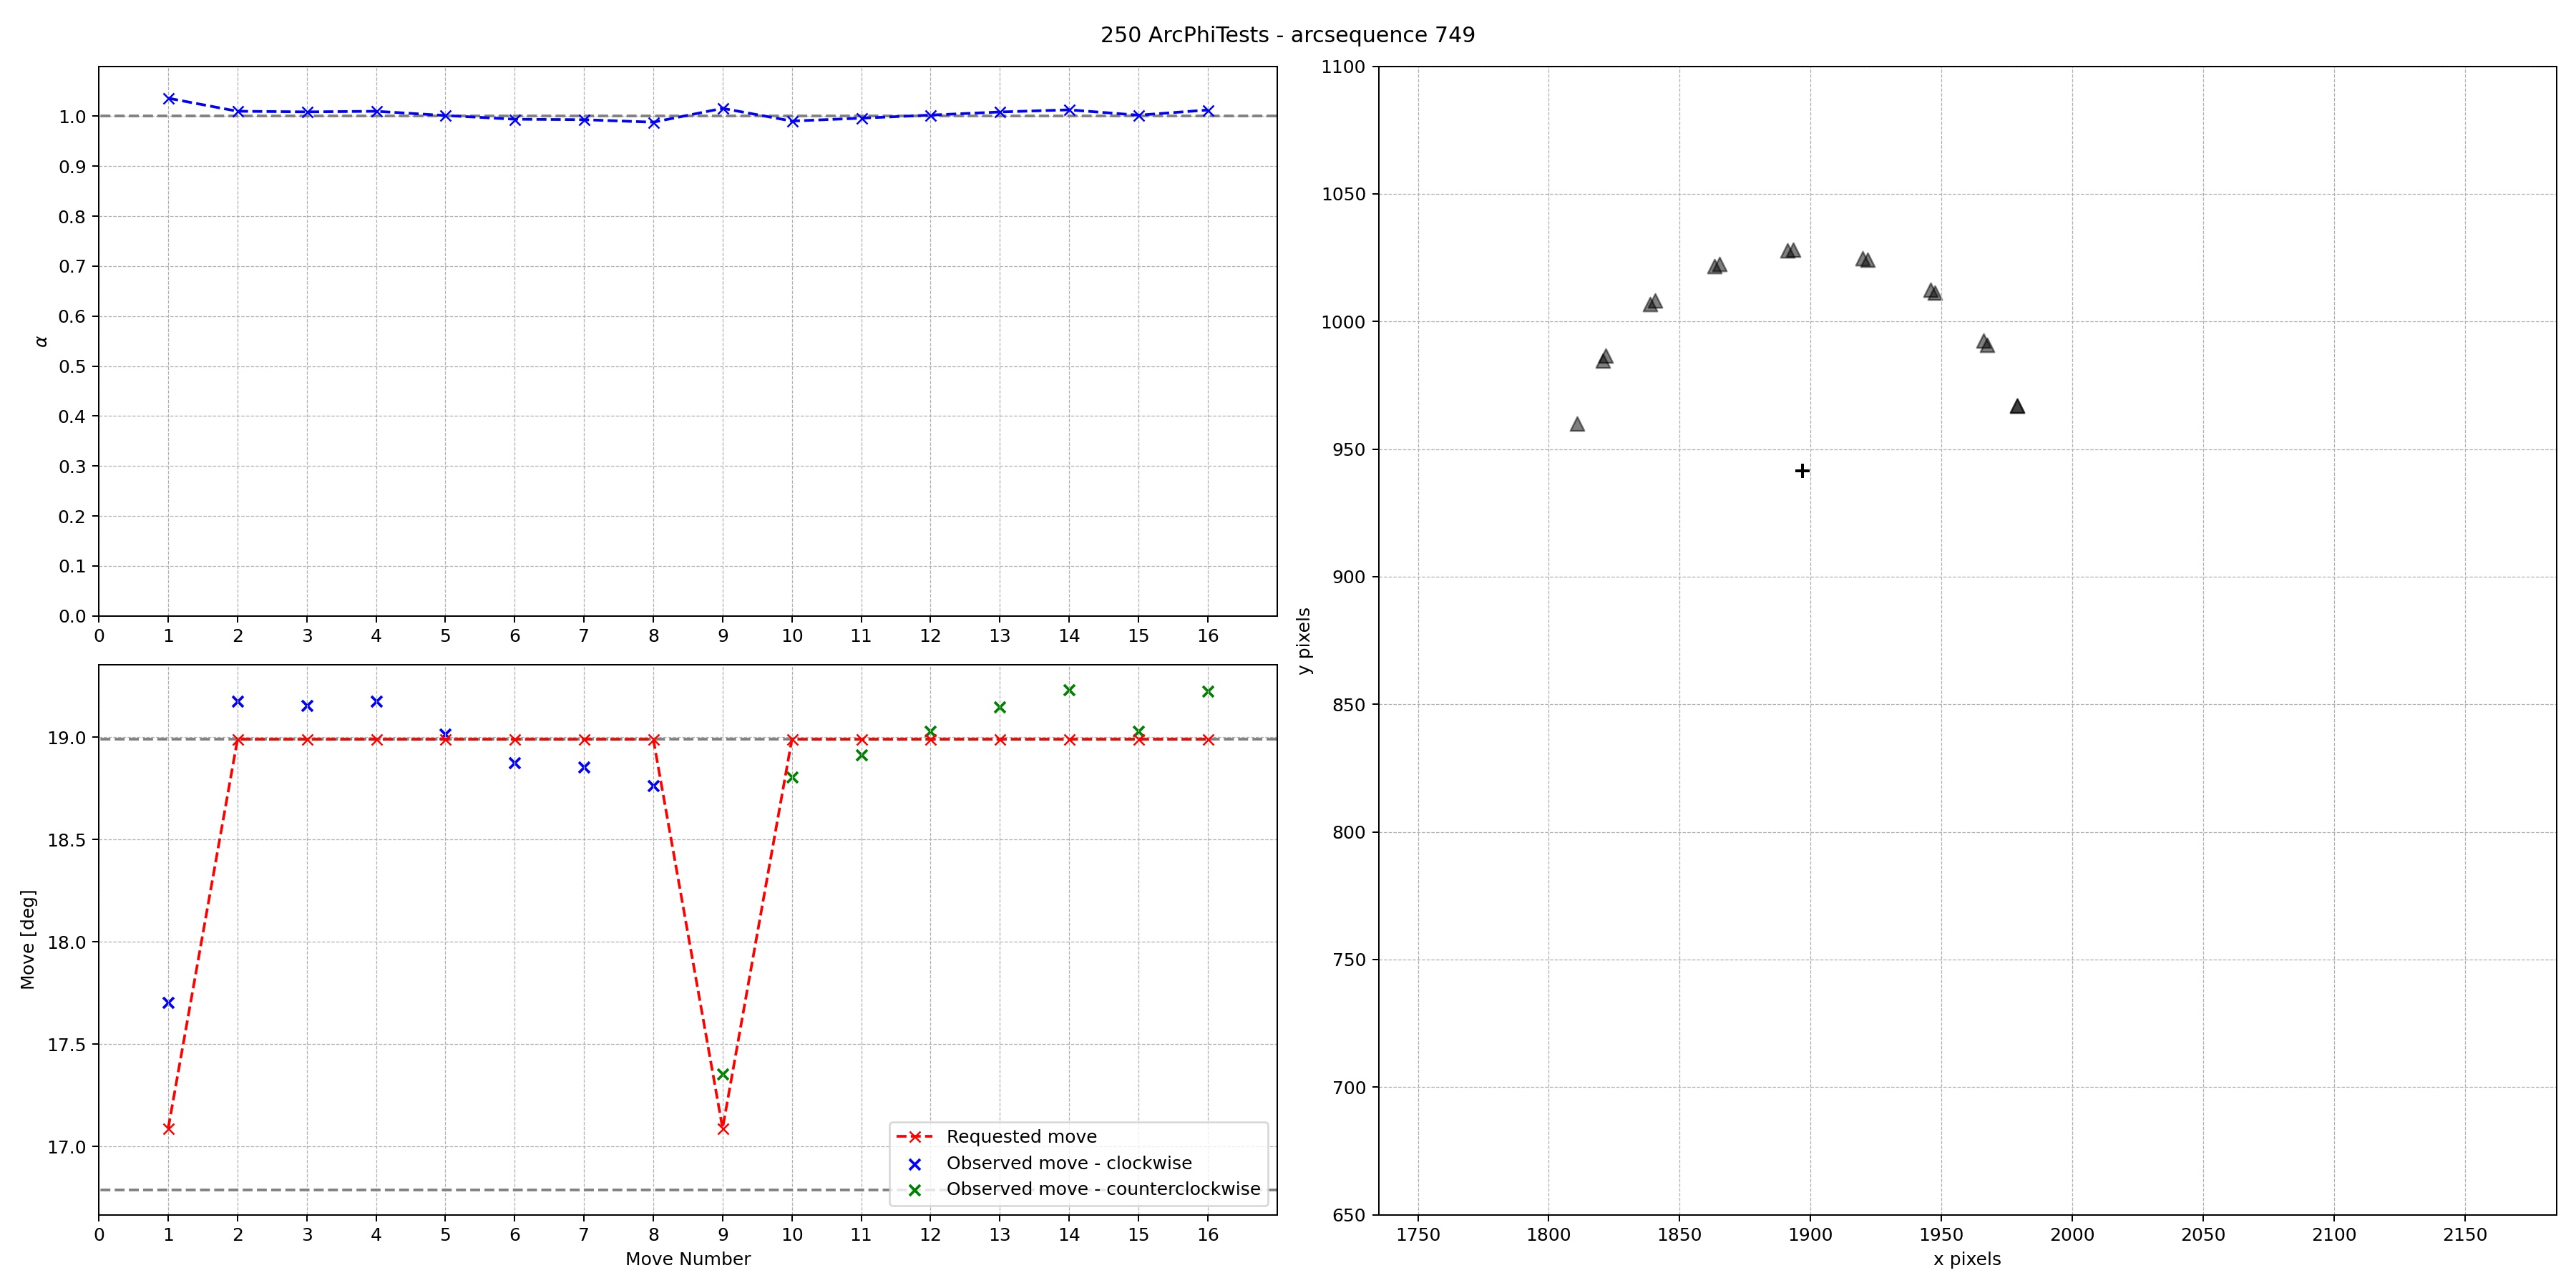 250 ArcPhiTests - arcsequence 749
1.0
0.9
0.8
0.7
0.6
0.5
0.4
0.3
0.2
0.1
0.0
α
0 1 2 3 4 5 6 7 8 9 10 11 12 13 14 15 16
19.0
18.5
18.0
17.5
17.0
Move [deg]
Requested move
Observed move - clockwise
Observed move - counterclockwise
0 1 2 3 4 5 6 7 8 9 10 11 12 13 14 15 16
Move Number
1100
1050
1000
950
900
850
800
750
700
650
y pixels
1750 1800 1850 1900 1950 2000 2050 2100 2150
x pixels